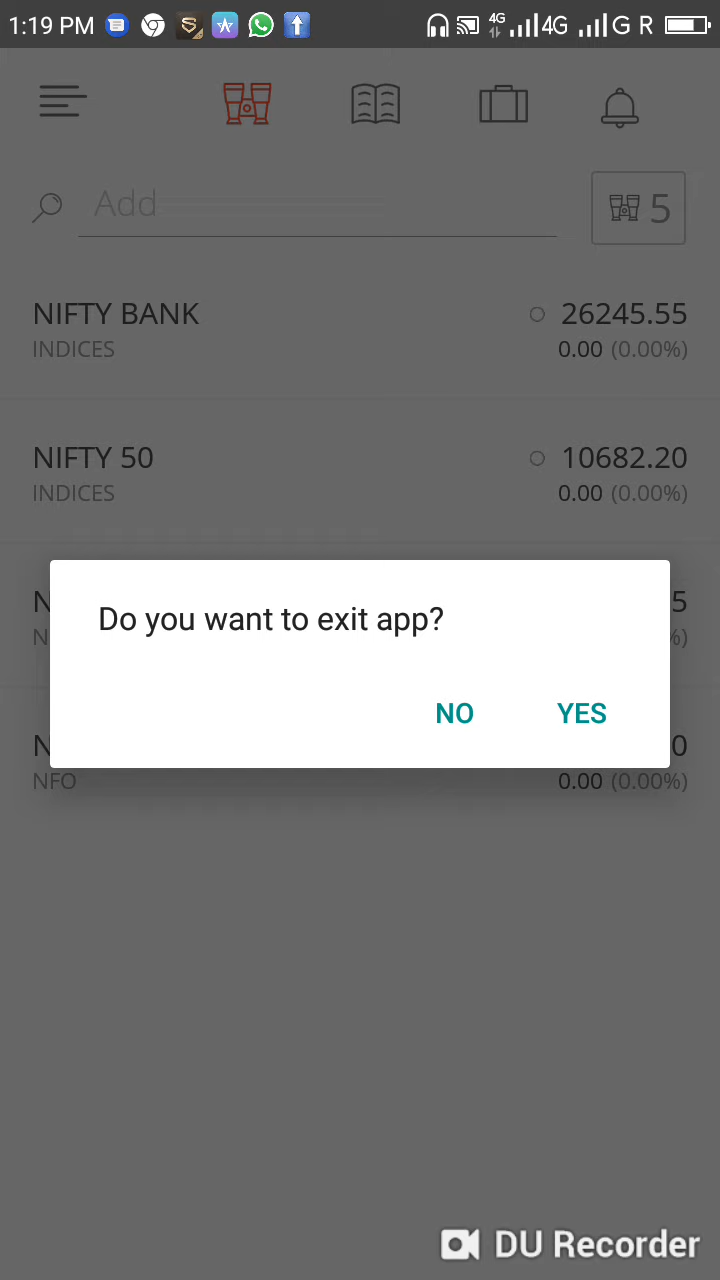 1:19 PM 4G 4G G R
Add
5
NIFTY BANK 26245.55
INDICES 0.00 (0.00%)
NIFTY 50 10682.20
INDICES 0.00 (0.00%)
N 5
N %)
Do you want to exit app?
NO YES
N 0
NFO 0.00 (0.00%)
DU Recorder